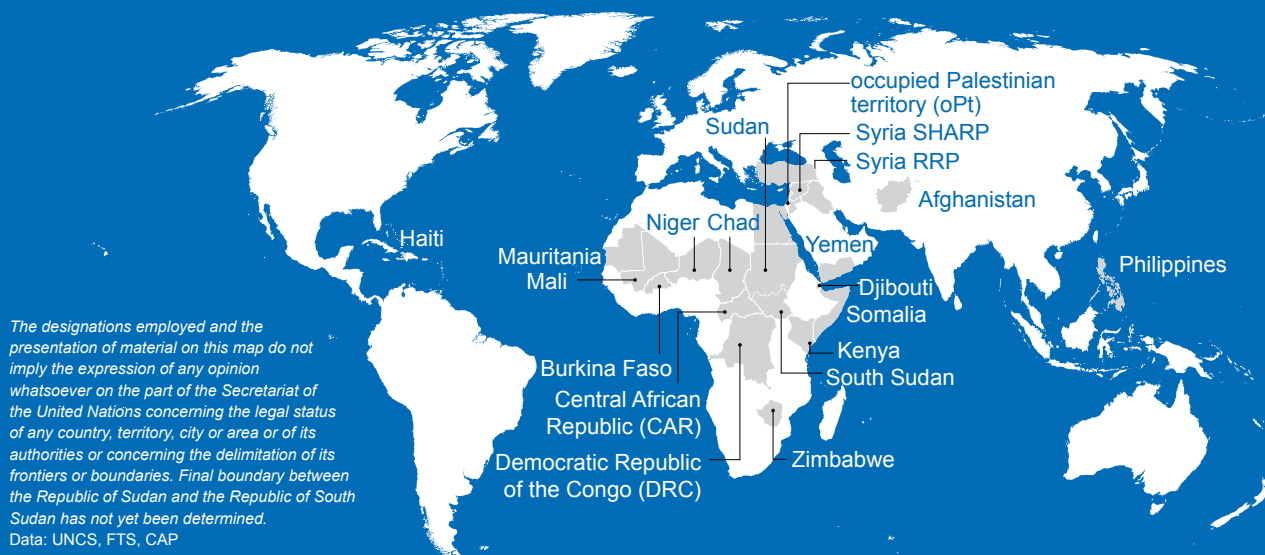 occupied Palestinian
territory (oPt)
Sudan
Syria SHARP
Syria RRP
Afghanistan
Niger Chad
Haiti
Yemen
Mauritania
Mali
Philippines
Djibouti
Somalia
The designations employed and the
presentation of material on this map do not
imply the expression of any opinion
whatsoever on the part of the Secretariat of
the United Nations concerning the legal status
of any country, territory, city or area or of its
authorities or concerning the delimitation of its
frontiers or boundaries. Final boundary between
the Republic of Sudan and the Republic of South
Sudan has not yet been determined.
Data: UNCS, FTS, CAP
Kenya
Burkina Faso
South Sudan
Central African
Republic (CAR)
Democratic Republic
of the Congo (DRC)
Zimbabwe